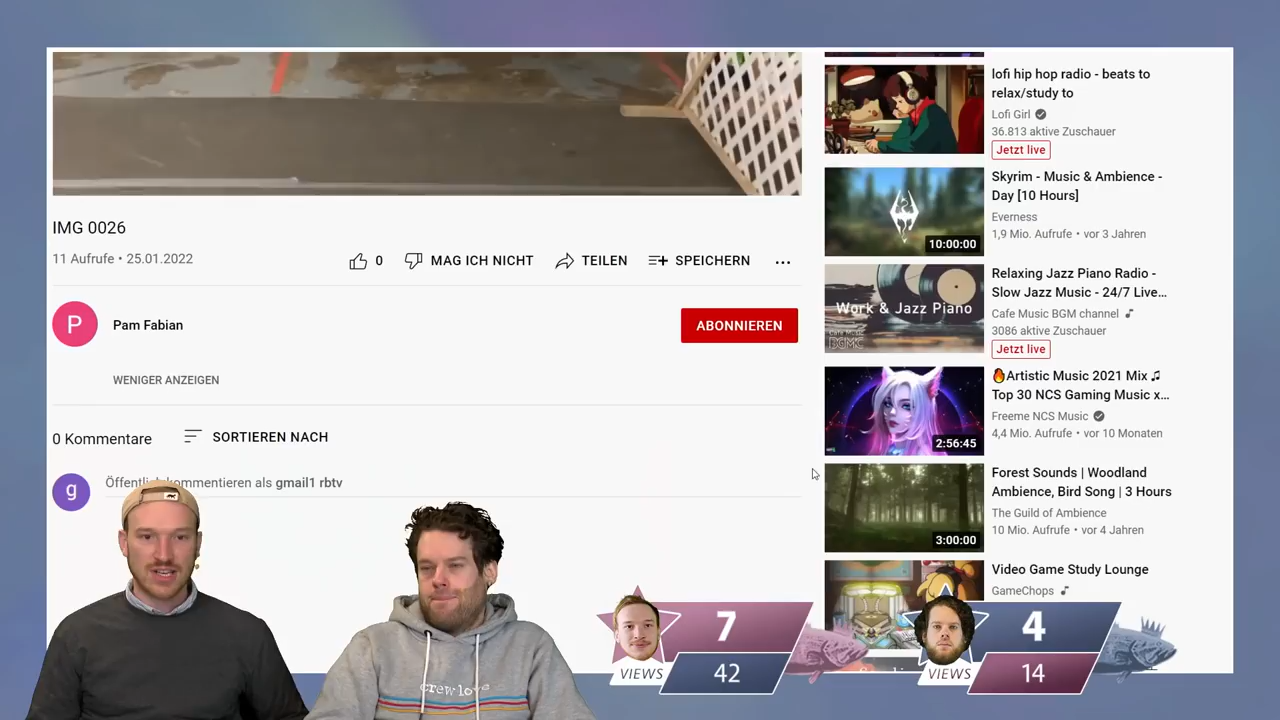 IMG 0026
11 Aufrufe • 25.01.2022
0
MAG ICH NICHT
TEILEN
SPEICHERN
P
Pam Fabian
ABONNIEREN
WENIGER ANZEIGEN
0 Kommentare
SORTIEREN NACH
g
kommentieren als gmail1 rbtv
lofi hip hop radio - beats to
relax/study to
Lofi Girl
36.813 aktive Zuschauer
Jetzt live
10:00:00
Skyrim - Music & Ambience -
Day [10 Hours]
Everness
1,9 Mio. Aufrufe • vor 3 Jahren
Work & Jazz Piano
BGMC
Relaxing Jazz Piano Radio -
Slow Jazz Music - 24/7 Live...
Cafe Music BGM channel
3086 aktive Zuschauer
Jetzt live
2:56:45
🔥Artistic Music 2021 Mix ♫
Top 30 NCS Gaming Music x...
Freeme NCS Music
4,4 Mio. Aufrufe • vor 10 Monaten
3:00:00
Forest Sounds | Woodland
Ambience, Bird Song | 3 Hours
The Guild of Ambience
10 Mio. Aufrufe • vor 4 Jahren
Video Game Study Lounge
GameChops
crew love
7
VIEWS
42
4
VIEWS
14